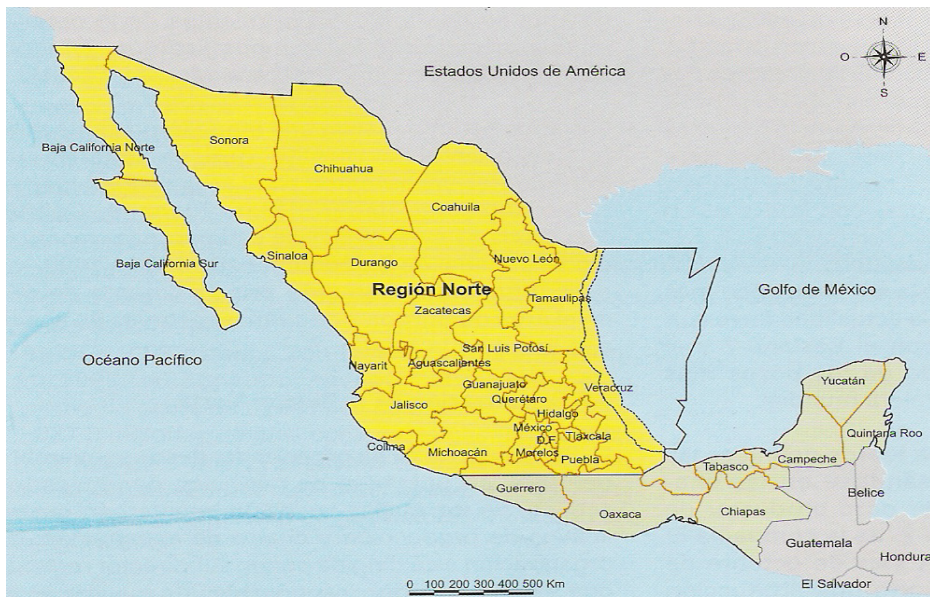 N
O E
S
Estados Unidos de América
Baja California Norte
Sonora
Chihuahua
Coahuila
Baja California Sur
Sinaloa
Durango
Nuevo León
Región Norte
Tamaulipas
Golfo de México
Zacatecas
Océano Pacífico
San Luis Potosí
Nayarit
Aguascalientes
Yucatán
Guanajuato
Veracruz
Querétaro
Jalisco
Hidalgo
México
Quintana Roo
Colima
D.F.
Tlaxcala
Michoacán
Morelos
Puebla
Campeche
Tabasco
Guerrero
Belice
Oaxaca
Chiapas
Guatemala
Hondura
El Salvador
0 100 200 300 400 500 Km